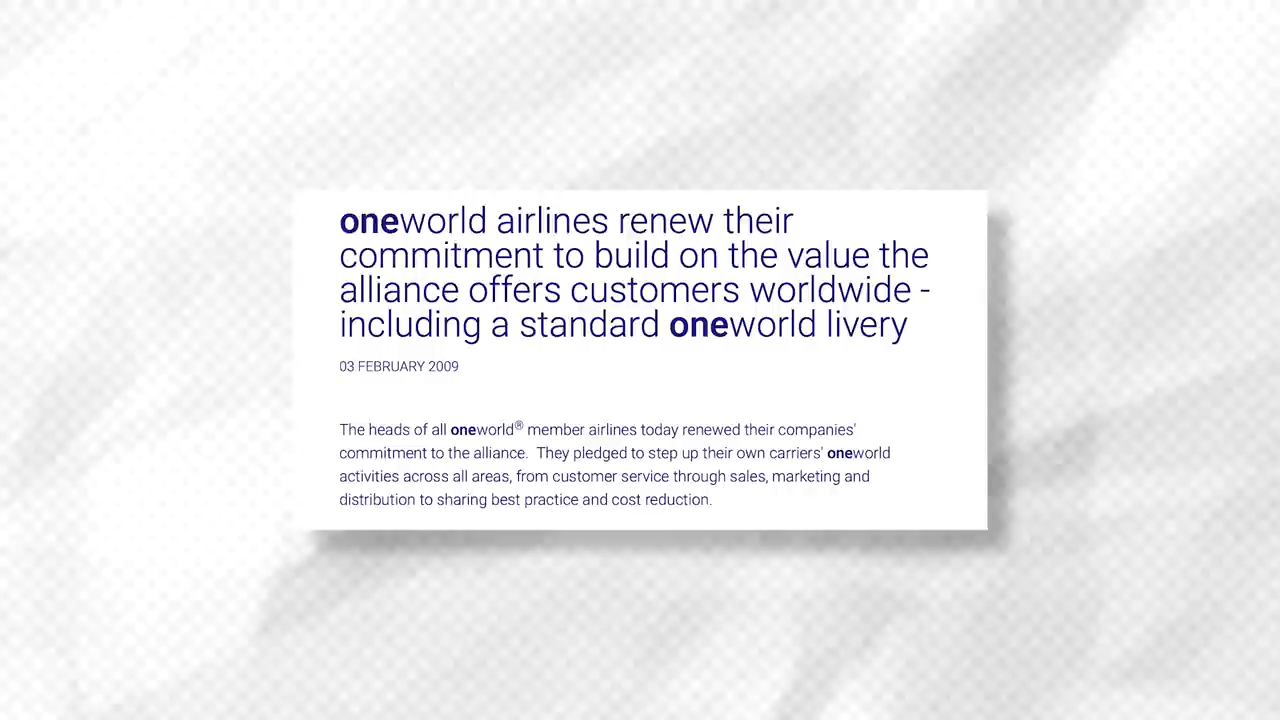 oneworld airlines renew their
commitment to build on the value the
alliance offers customers worldwide -
including a standard oneworld livery
03 FEBRUARY 2009
The heads of all oneworld® member airlines today renewed their companies'
commitment to the alliance.  They pledged to step up their own carriers' oneworld
activities across all areas, from customer service through sales, marketing and
distribution to sharing best practice and cost reduction.